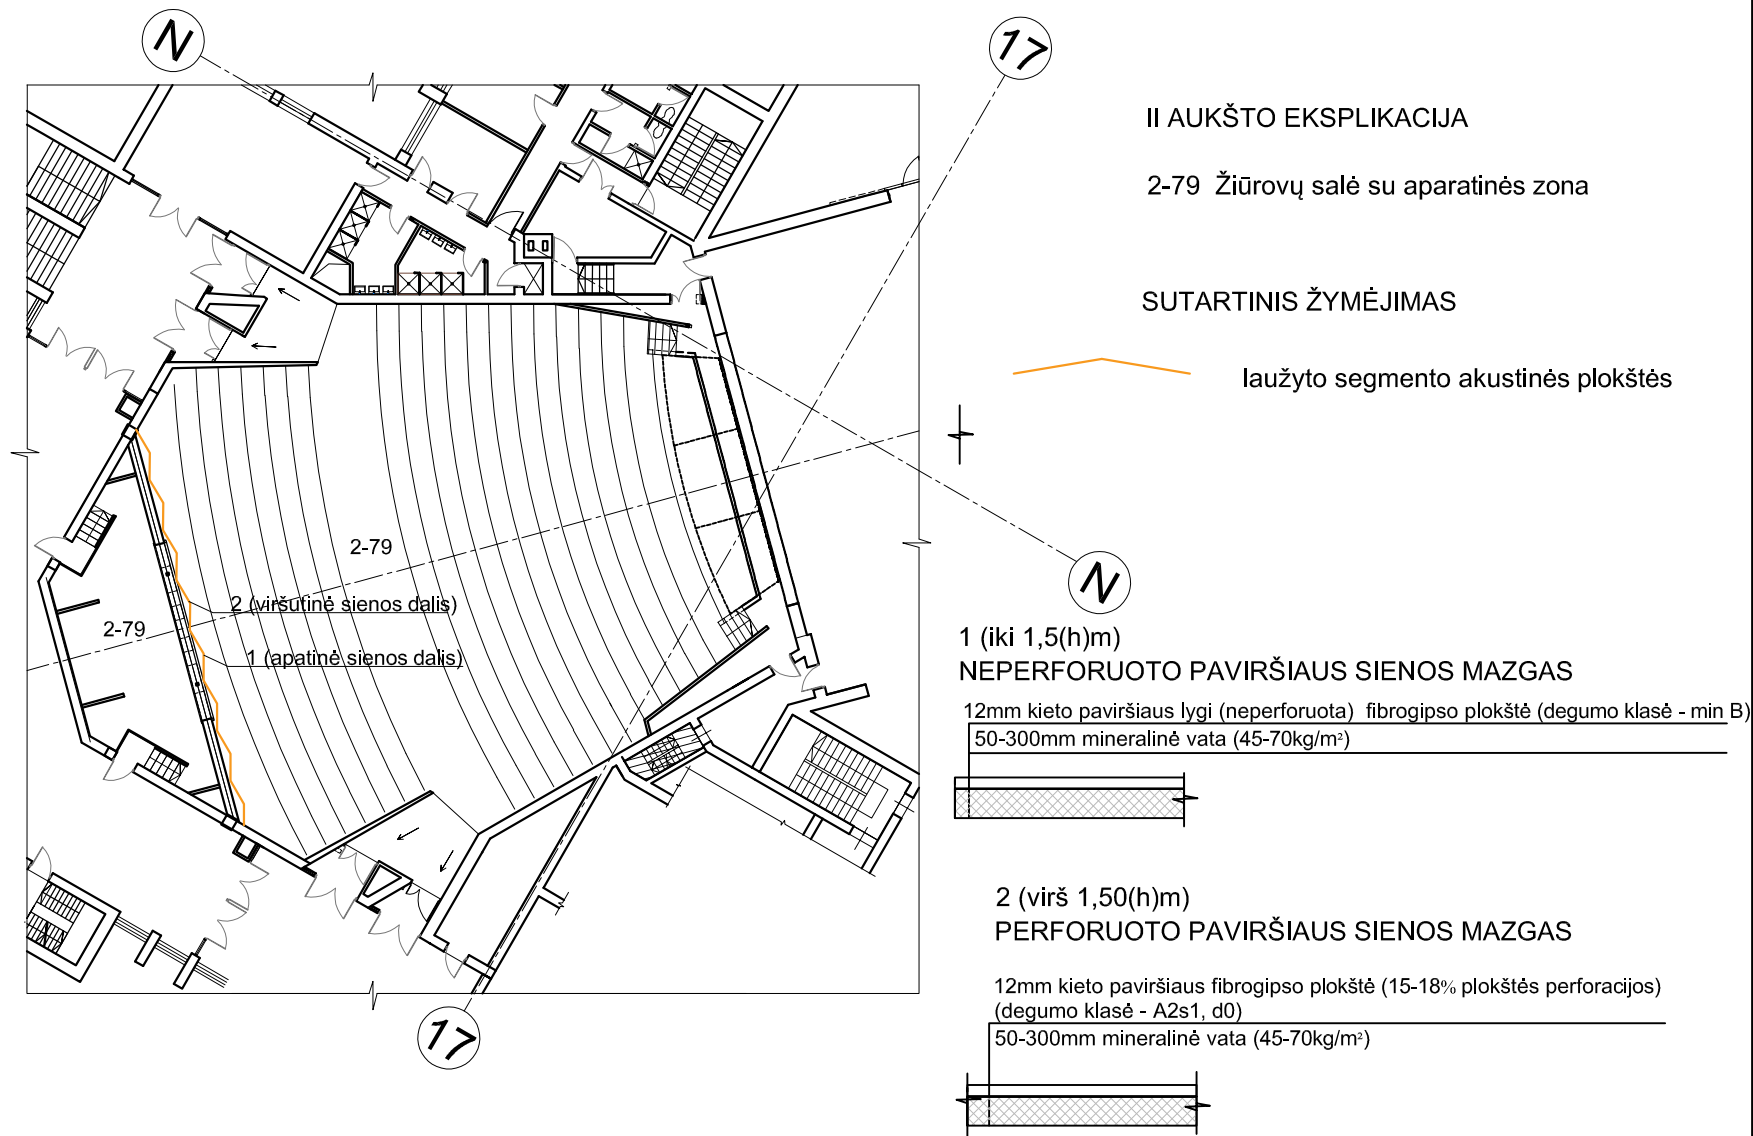 N
17
II AUKŠTO EKSPLIKACIJA
2-79 Žiūrovų salė su aparatinės zona
SUTARTINIS ŽYMĖJIMAS
laužyto segmento akustinės plokštės
2-79
2 (viršutinė sienos dalis)
2-79
1 (apatinė sienos dalis)
N
1 (iki 1,5(h)m)
NEPERFORUOTO PAVIRŠIAUS SIENOS MAZGAS
12mm kieto paviršiaus lygi (neperforuota) fibrogipso plokštė (degumo klasė - min B)
50-300mm mineralinė vata (45-70kg/m²)
2 (virš 1,50(h)m)
PERFORUOTO PAVIRŠIAUS SIENOS MAZGAS
12mm kieto paviršiaus fibrogipso plokštė (15-18% plokštės perforacijos)
(degumo klasė - A2s1, d0)
50-300mm mineralinė vata (45-70kg/m²)
17